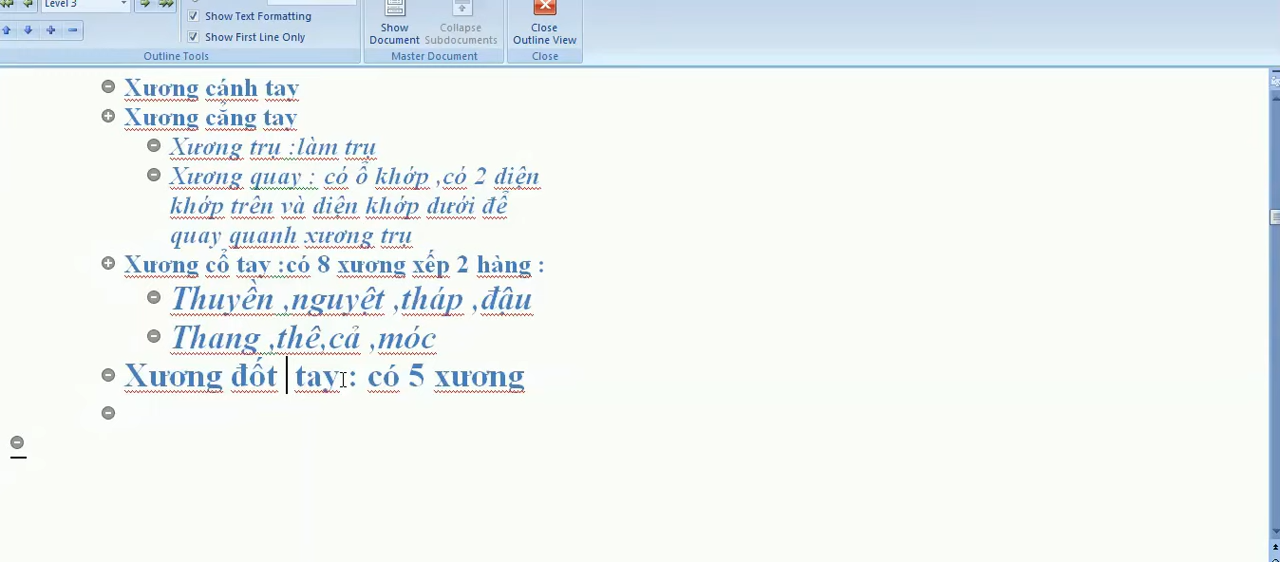 Level 3
Show Text Formatting
Show First Line Only
Outline Tools
Show Document
Collapse Subdocuments
Master Document
Close Outline View
Close
Xương cánh tay
Xương cẳng tay
Xương trụ :làm trụ
Xương quay : có ổ khớp ,có 2 diện
khớp trên và diện khớp dưới để
quay quanh xương trụ
Xương cổ tay :có 8 xương xếp 2 hàng :
Thuyền ,nguyệt ,tháp ,đậu
Thang ,thê,cả ,móc
Xương đốt tay : có 5 xương